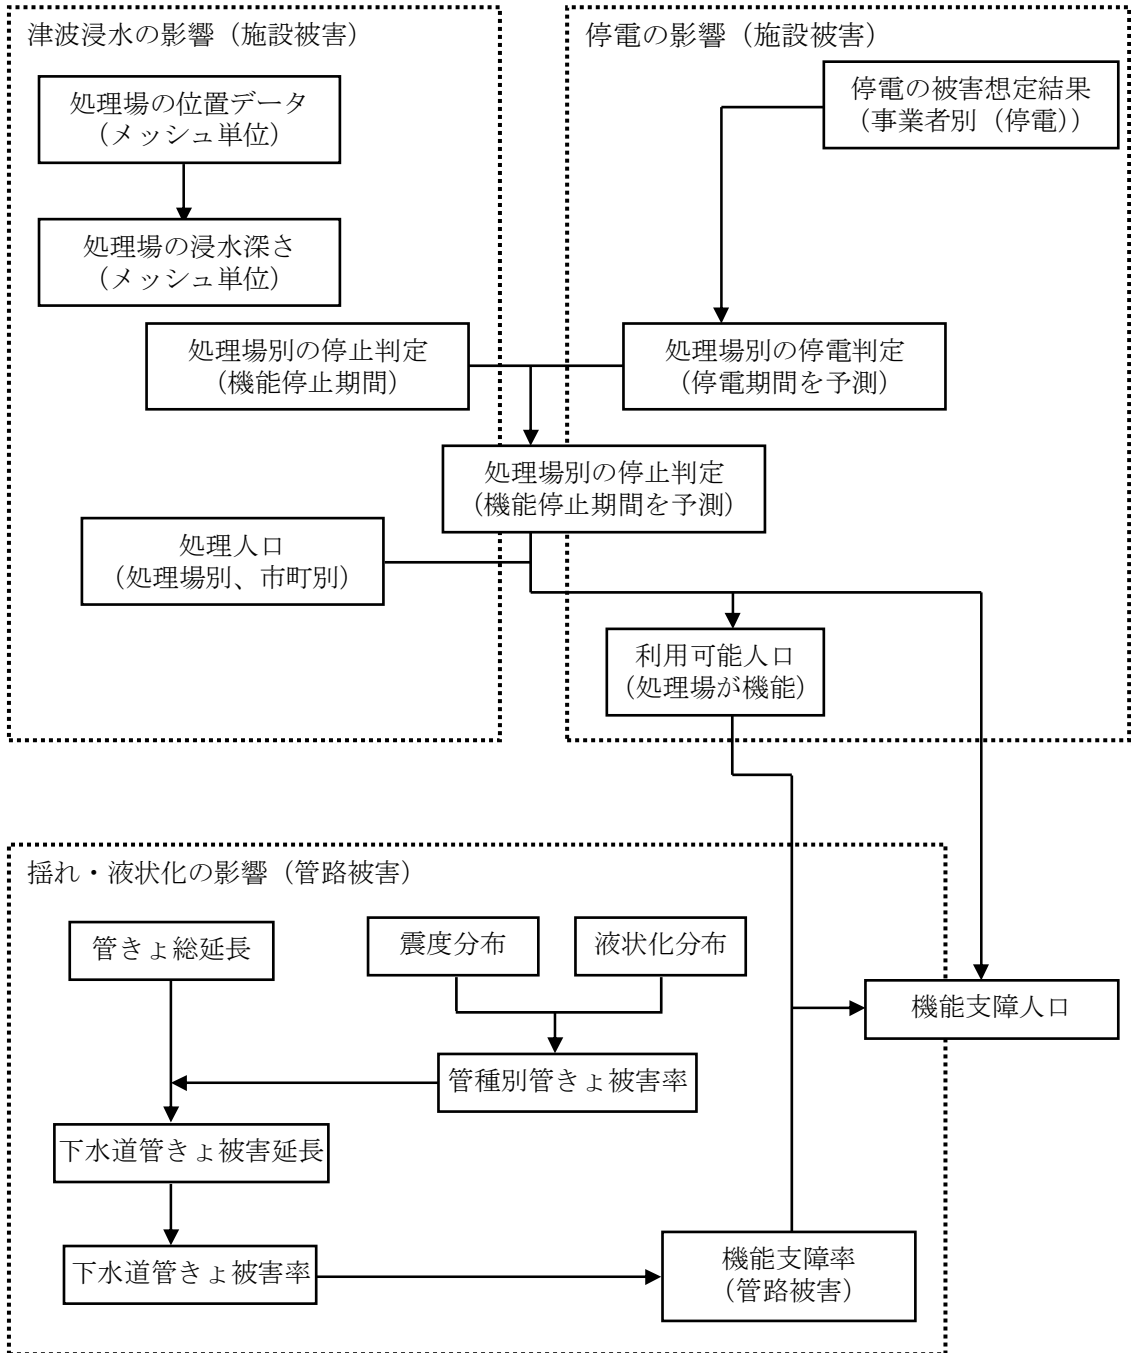 津波浸水の影響（施設被害）
処理場の位置データ
（メッシュ単位）
処理場の浸水深さ
（メッシュ単位）
処理場別の停止判定
（機能停止期間）
停電の影響（施設被害）
停電の被害想定結果
（事業者別（停電））
処理場別の停電判定
（停電期間を予測）
処理場別の停止判定
（機能停止期間を予測）
処理人口
（処理場別、市町別）
利用可能人口
（処理場が機能）
揺れ・液状化の影響（管路被害）
管きょ総延長
震度分布
液状化分布
機能支障人口
管種別管きょ被害率
下水道管きょ被害延長
下水道管きょ被害率
機能支障率
（管路被害）